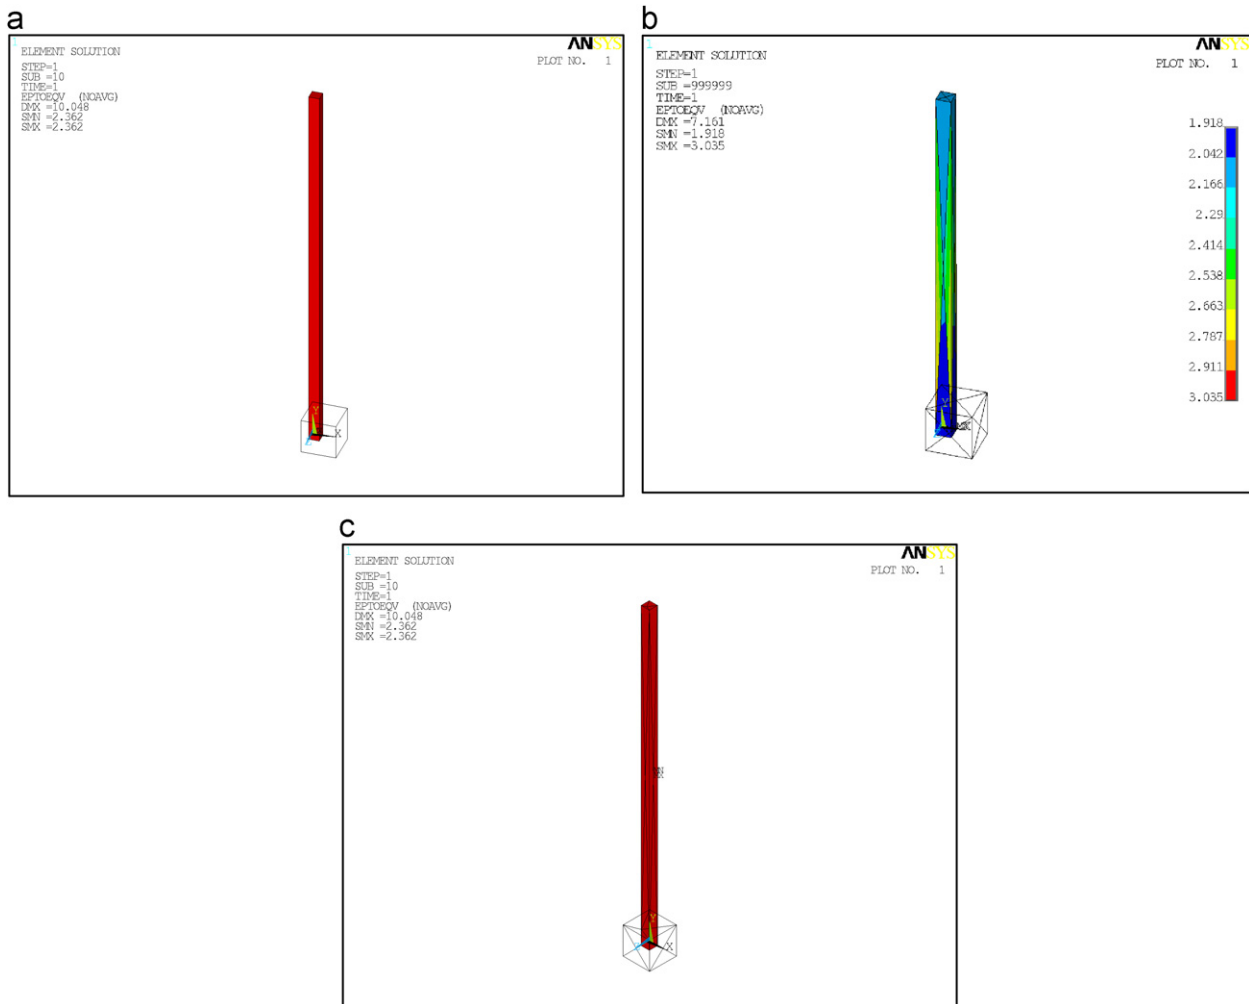 a
1
ELEMENT SOLUTION
STEP=1
SUB =10
TIME=1
EPTOEQV (NOAVG)
DMX =10.048
SMN =2.362
SMX =2.362
ANSYS
PLOT NO. 1
Y
X
Z
b
1
ELEMENT SOLUTION
STEP=1
SUB =999999
TIME=1
EPTOEQV (NOAVG)
DMX =7.161
SMN =1.918
SMX =3.035
ANSYS
PLOT NO. 1
1.918
2.042
2.166
2.29
2.414
2.538
2.663
2.787
2.911
3.035
Y
c
1
ELEMENT SOLUTION
STEP=1
SUB =10
TIME=1
EPTOEQV (NOAVG)
DMX =10.048
SMN =2.362
SMX =2.362
ANSYS
PLOT NO. 1
Y
X